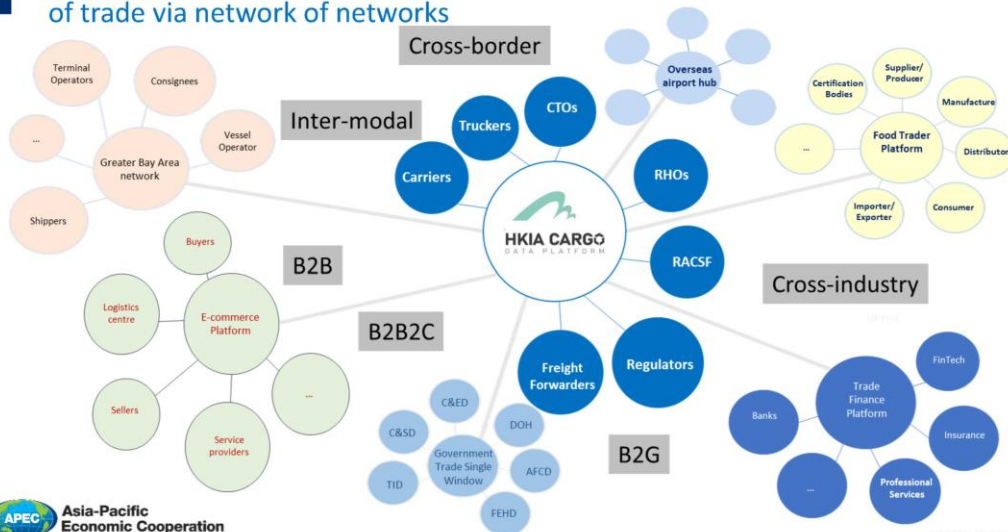 of trade via network of networks
Cross-border
Inter-modal
B2B
B2B2C
B2G
Cross-industry
Terminal
Operators
Consignees
...
Greater Bay Area
network
Vessel
Operator
Shippers
Truckers
CTOs
Carriers
RHOs
RACSF
Regulators
Freight
Forwarders
HKIA CARGO
DATA PLATFORM
Overseas
airport hub
Supplier/
Producer
Certification
Bodies
Manufacture
...
Food Trader
Platform
Distributor
Importer/
Exporter
Consumer
Buyers
Logistics
centre
E-commerce
Platform
Sellers
...
Service
providers
C&ED
C&SD
DOH
Government
Trade Single
Window
TID
AFCD
FEHD
FinTech
Trade
Finance
Platform
Banks
Insurance
...
Professional
Services
APEC
Asia-Pacific
Economic Cooperation